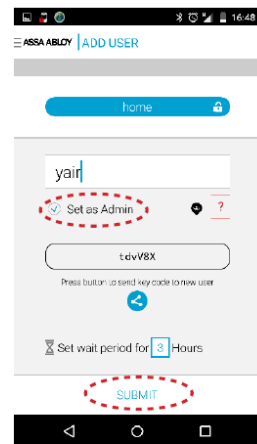 16:48
ASSA ABLOY ADD USER
home
yair
Set as Admin ?
tdvV8X
Press button to send key code to new user
Set wait period for 3 Hours
SUBMIT